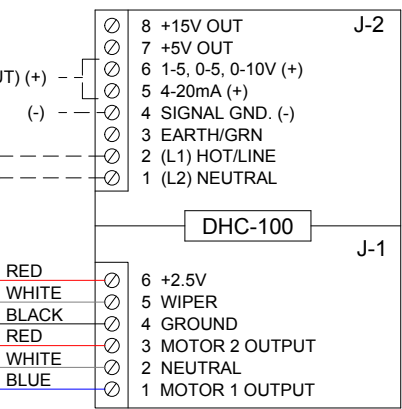 8 +15V OUT J-2
7 +5V OUT
6 1-5, 0-5, 0-10V (+)
(+)
5 4-20mA (+)
(-) 4 SIGNAL GND. (-)
3 EARTH/GRN
2 (L1) HOT/LINE
1 (L2) NEUTRAL
DHC-100
J-1
RED 6 +2.5V
WHITE 5 WIPER
BLACK 4 GROUND
RED 3 MOTOR 2 OUTPUT
WHITE 2 NEUTRAL
BLUE 1 MOTOR 1 OUTPUT